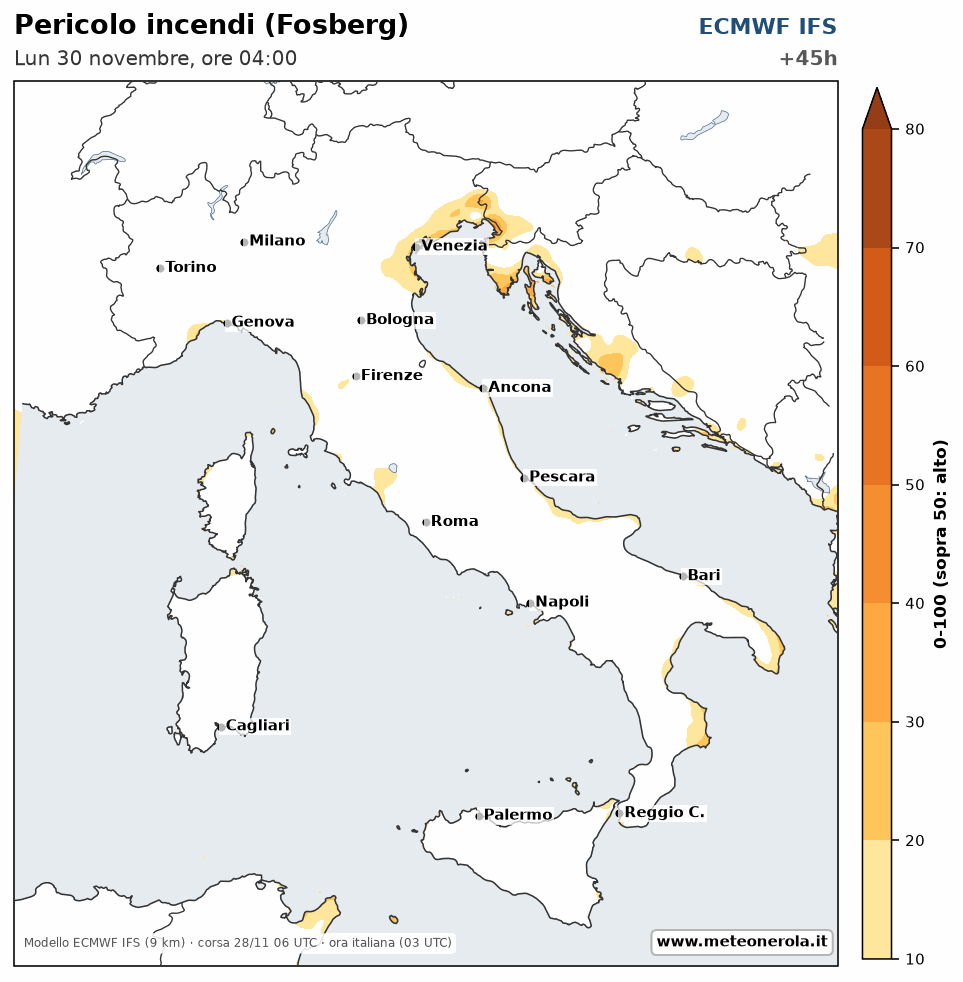 Pericolo incendi (Fosberg)
ECMWF IFS
Lun 30 novembre, ore 04:00
+45h
80
70
60
50
40
30
20
10
0-100 (sopra 50: alto)
Milano
Venezia
Torino
Genova
Bologna
Firenze
Ancona
Pescara
Roma
Bari
Napoli
Cagliari
Palermo
Reggio C.
Modello ECMWF IFS (9 km) · corsa 28/11 06 UTC · ora italiana (03 UTC)
www.meteonerola.it